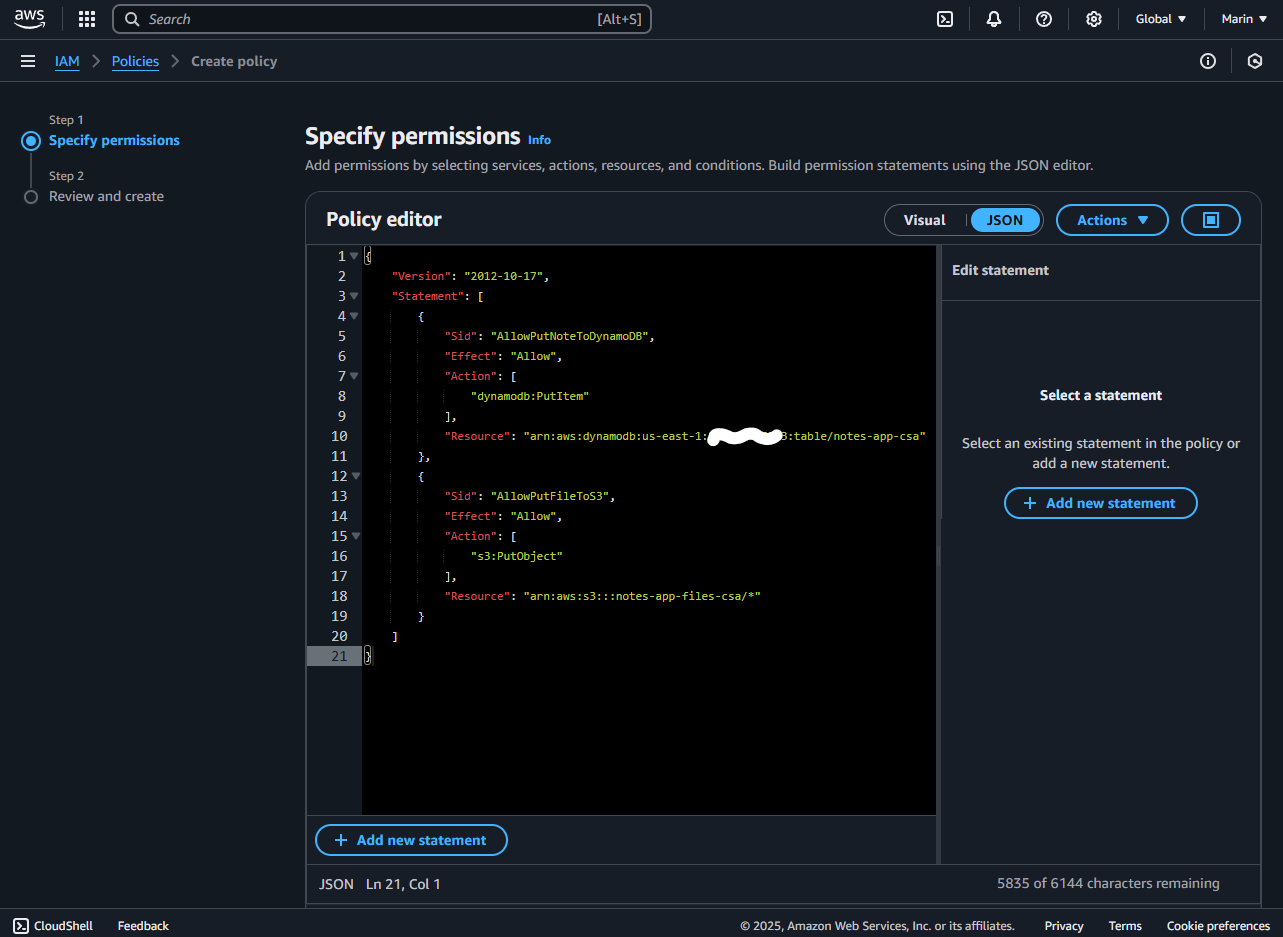 aws
Search [Alt+S]
Global Marin
IAM Policies Create policy
Step 1
Specify permissions
Step 2
Review and create
Specify permissions Info
Add permissions by selecting services, actions, resources, and conditions. Build permission statements using the JSON editor.
Policy editor
Visual JSON Actions
1 {
2 "Version": "2012-10-17",
3 "Statement": [
4 {
5 "Sid": "AllowPutNoteToDynamoDB",
6 "Effect": "Allow",
7 "Action": [
8 "dynamodb:PutItem"
9 ],
10 "Resource": "arn:aws:dynamodb:us-east-1: :table/notes-app-csa"
11 },
12 {
13 "Sid": "AllowPutFileToS3",
14 "Effect": "Allow",
15 "Action": [
16 "s3:PutObject"
17 ],
18 "Resource": "arn:aws:s3:::notes-app-files-csa/*"
19 }
20 ]
21 }
Edit statement
Select a statement
Select an existing statement in the policy or
add a new statement.
+ Add new statement
+ Add new statement
JSON Ln 21, Col 1
5835 of 6144 characters remaining
CloudShell Feedback
© 2025, Amazon Web Services, Inc. or its affiliates. Privacy Terms Cookie preferences